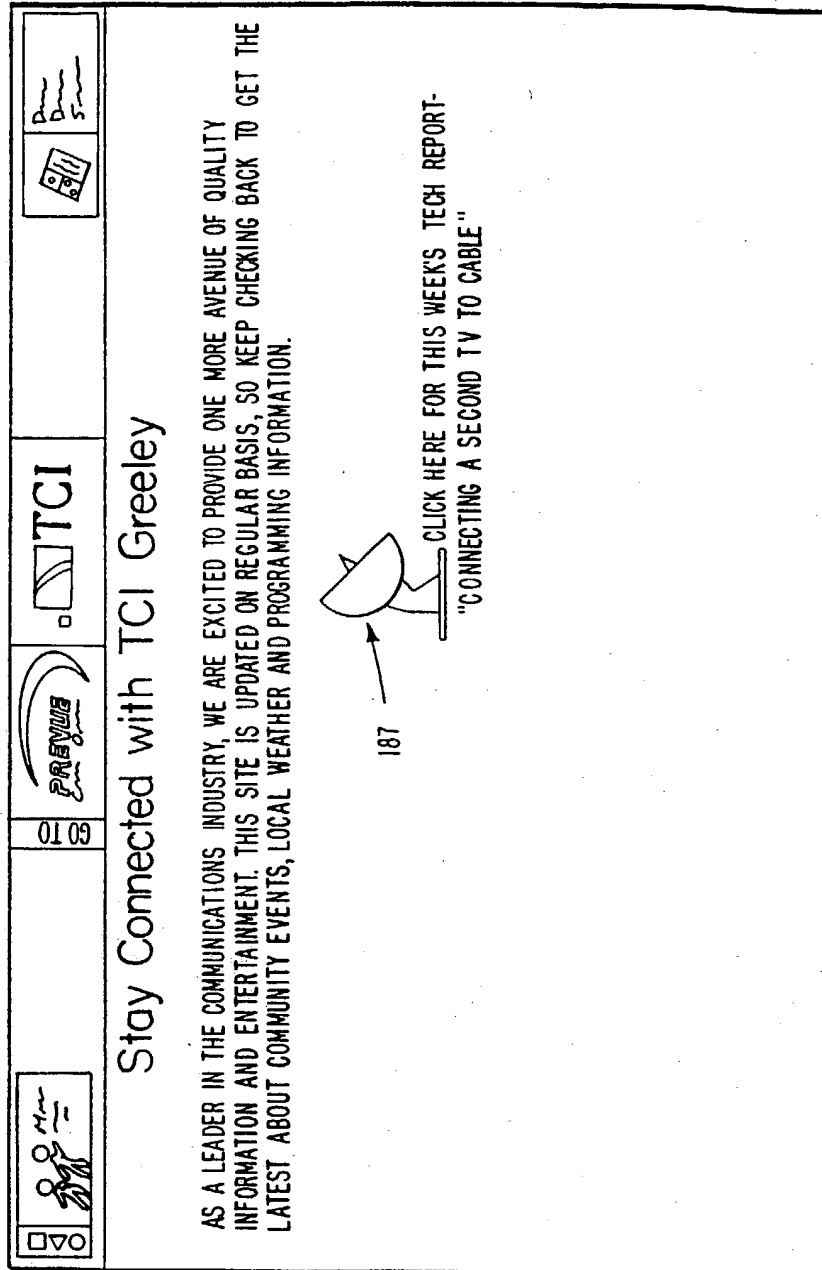 GO TO
PREVUE
TCI
Stay Connected with TCI Greeley
AS A LEADER IN THE COMMUNICATIONS INDUSTRY, WE ARE EXCITED TO PROVIDE ONE MORE AVENUE OF QUALITY
INFORMATION AND ENTERTAINMENT. THIS SITE IS UPDATED ON REGULAR BASIS, SO KEEP CHECKING BACK TO GET THE
LATEST ABOUT COMMUNITY EVENTS, LOCAL WEATHER AND PROGRAMMING INFORMATION.
187
CLICK HERE FOR THIS WEEK'S TECH REPORT-
"CONNECTING A SECOND TV TO CABLE"